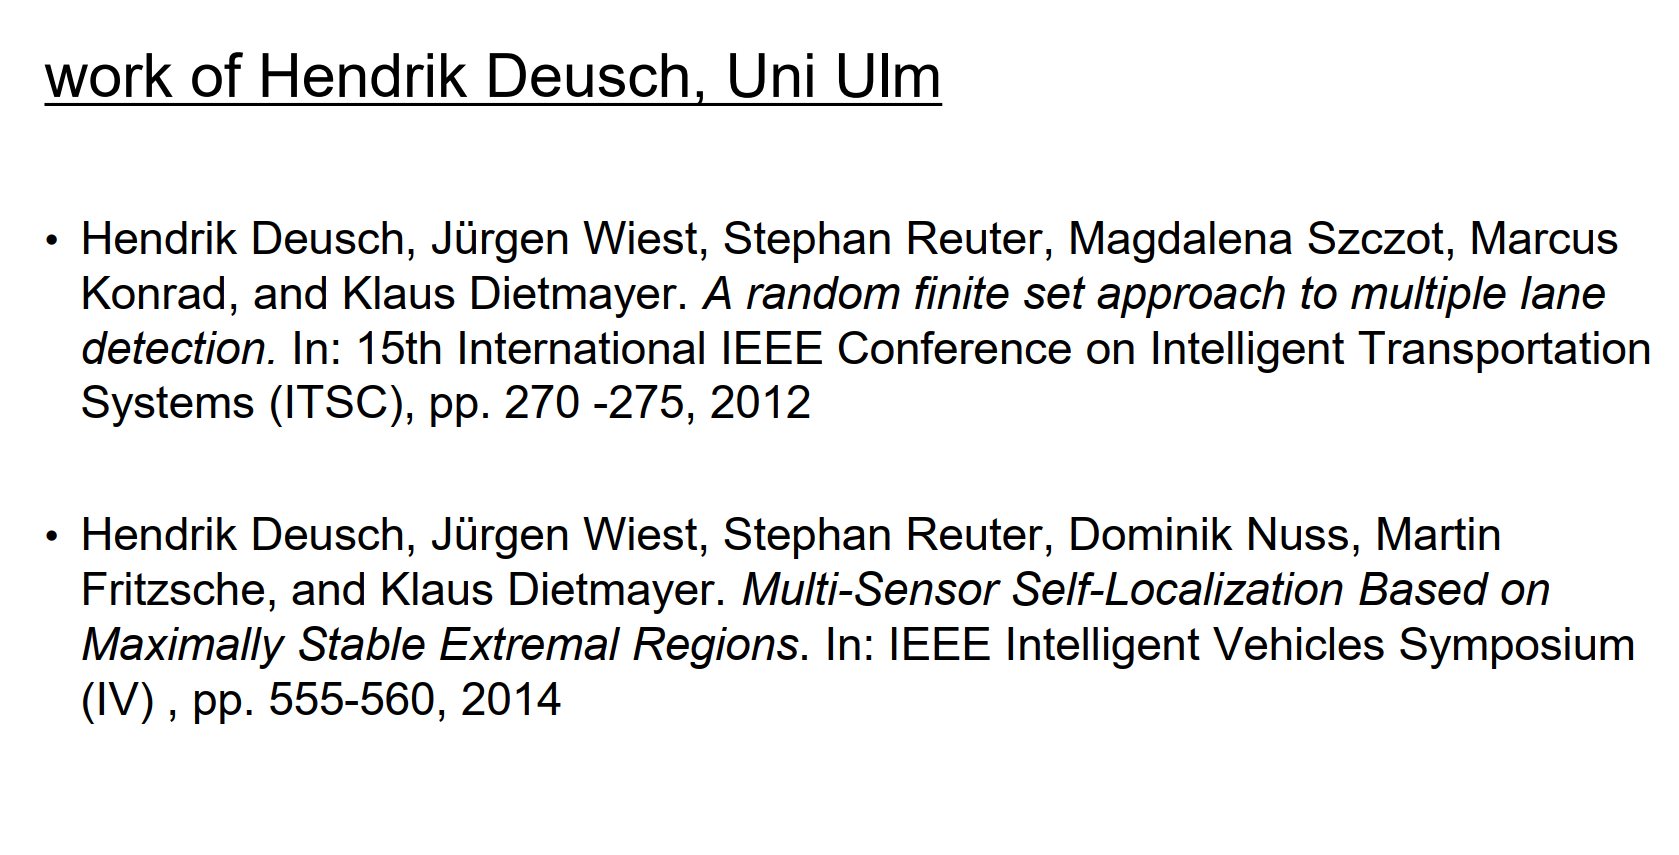 work of Hendrik Deusch, Uni Ulm
• Hendrik Deusch, Jürgen Wiest, Stephan Reuter, Magdalena Szczot, Marcus
Konrad, and Klaus Dietmayer. A random finite set approach to multiple lane
detection. In: 15th International IEEE Conference on Intelligent Transportation
Systems (ITSC), pp. 270 -275, 2012
• Hendrik Deusch, Jürgen Wiest, Stephan Reuter, Dominik Nuss, Martin
Fritzsche, and Klaus Dietmayer. Multi-Sensor Self-Localization Based on
Maximally Stable Extremal Regions. In: IEEE Intelligent Vehicles Symposium
(IV) , pp. 555-560, 2014